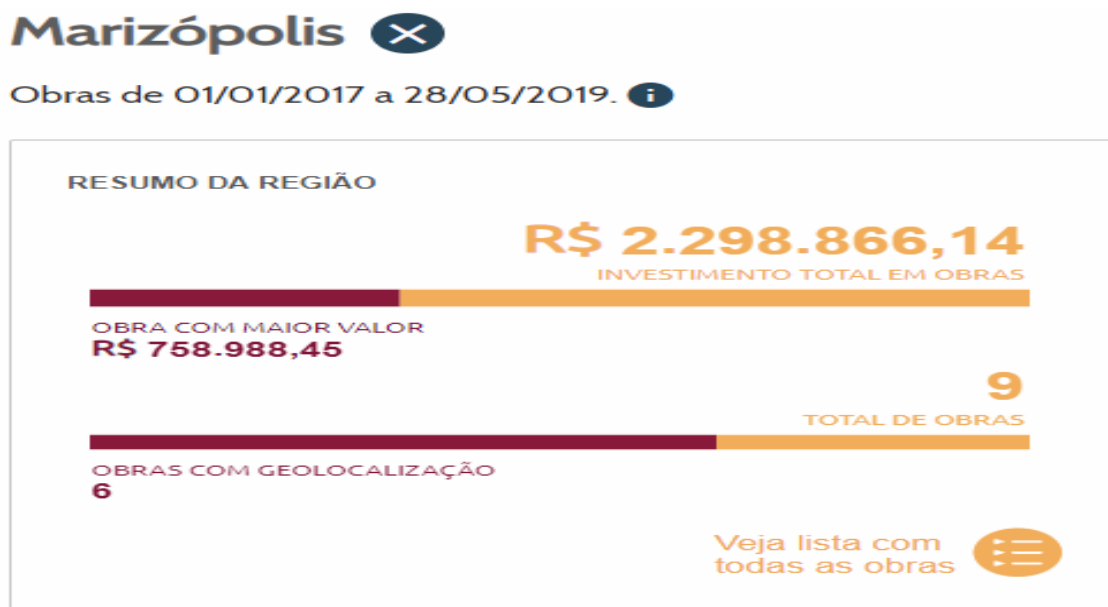 Marizópolis
Obras de 01/01/2017 a 28/05/2019.
RESUMO DA REGIÃO
R$ 2.298.866,14
INVESTIMENTO TOTAL EM OBRAS
OBRA COM MAIOR VALOR
R$ 758.988,45
9
TOTAL DE OBRAS
OBRAS COM GEOLOCALIZAÇÃO
6
Veja lista com
todas as obras